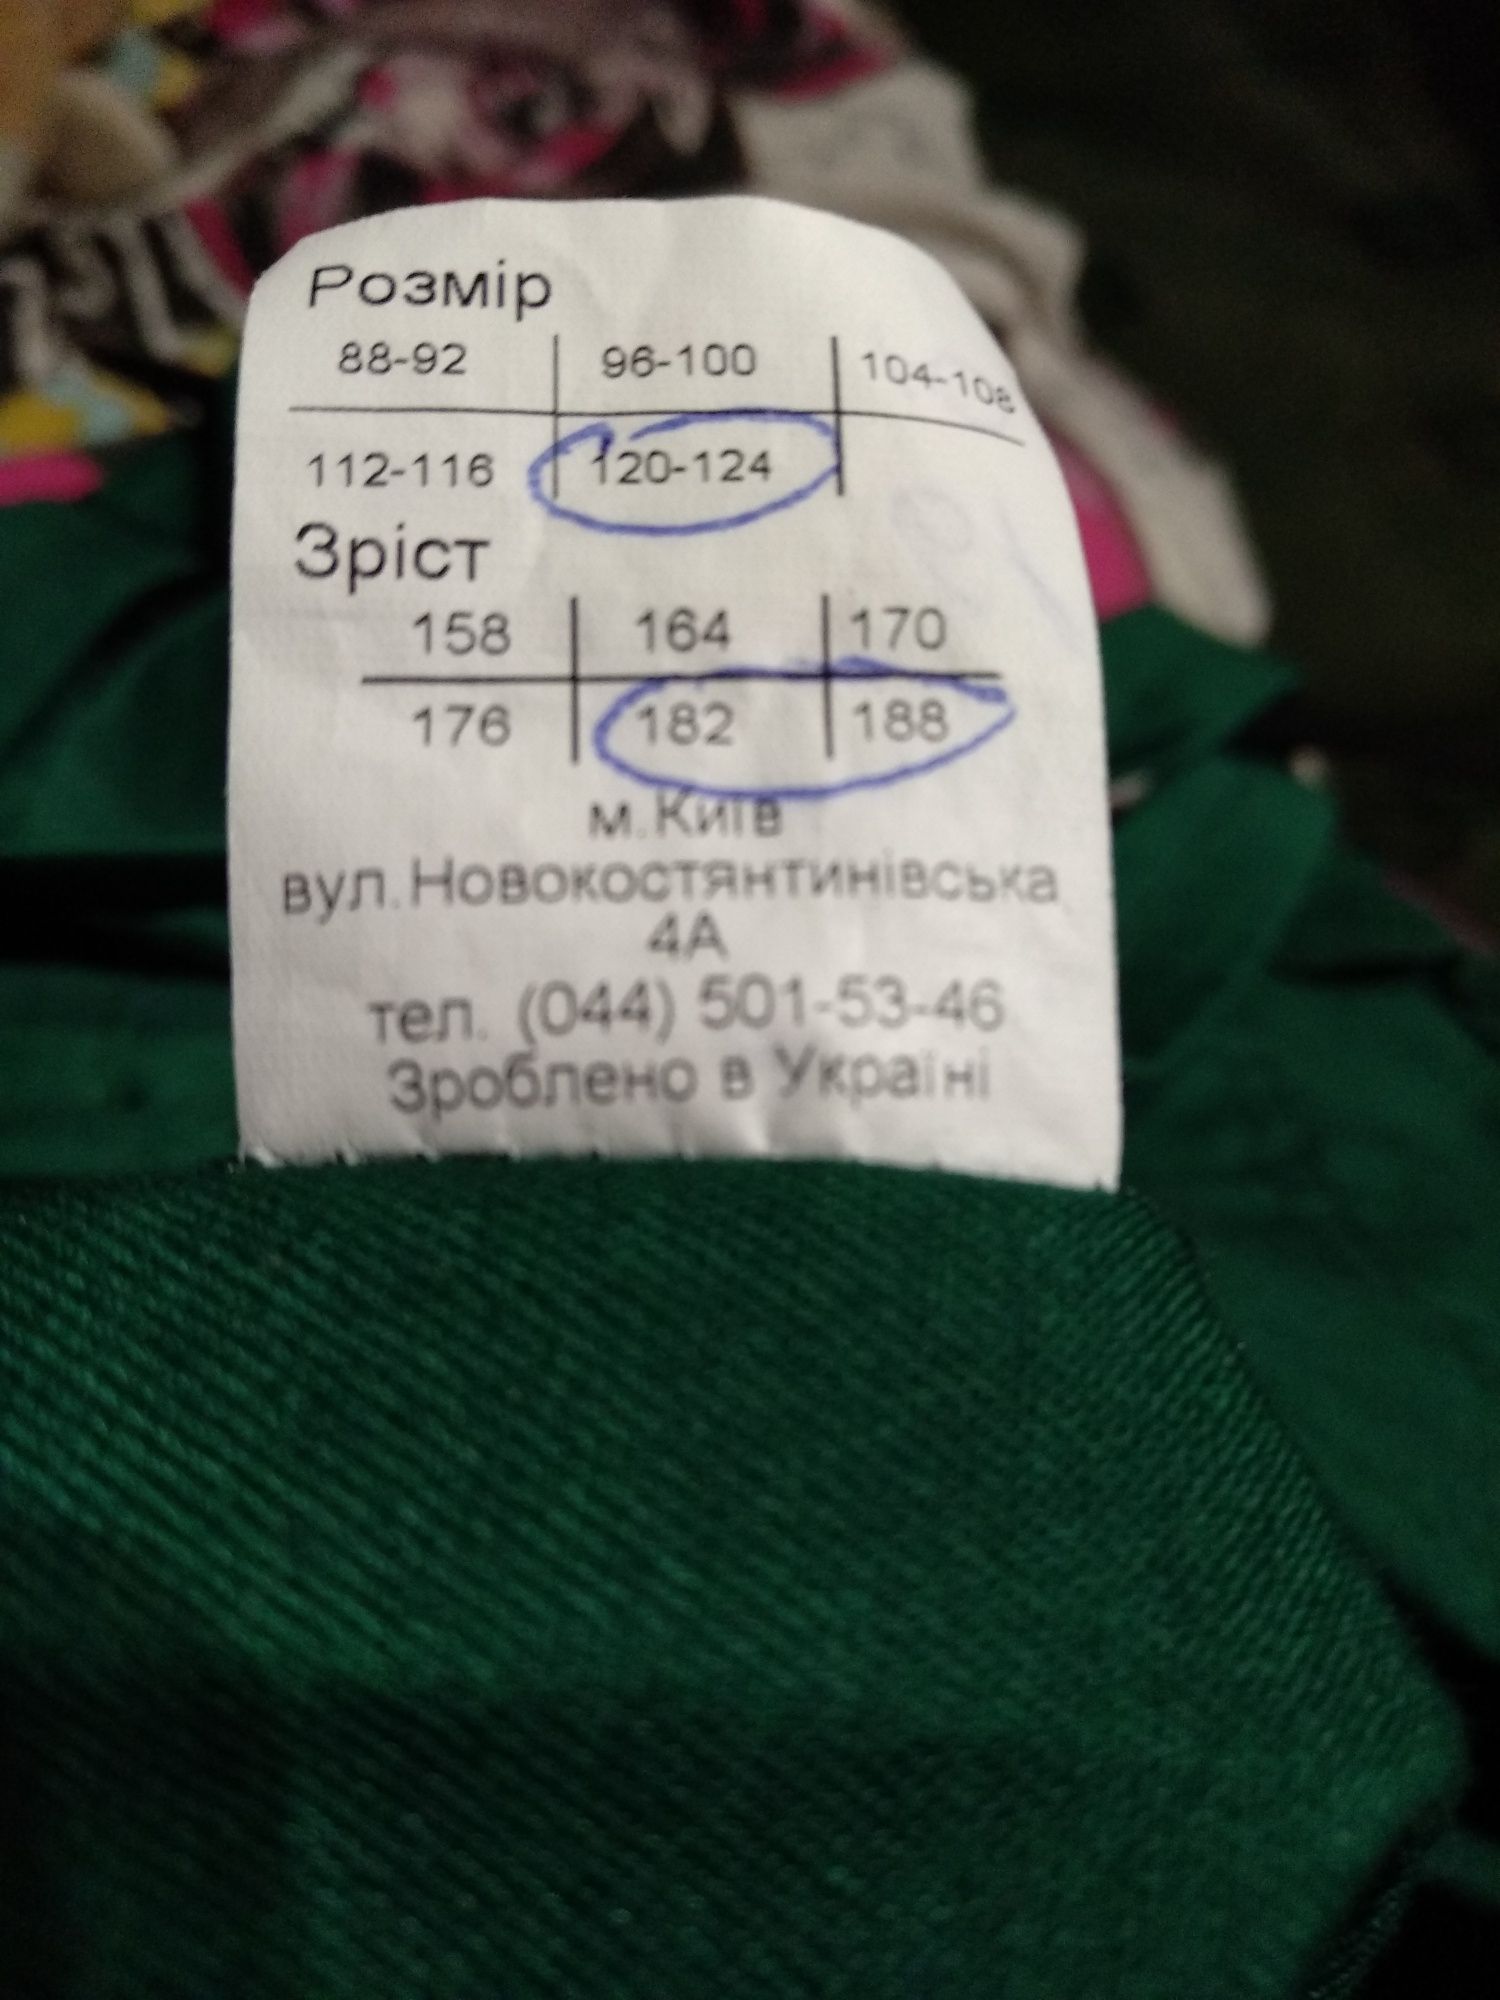 Розмір
88-92 96-100 104-108
112-116 120-124
Зріст
158 164 170
176 182 188
м.Київ
вул.Новокостянтинівська
4А
тел. (044) 501-53-46
Зроблено в Україні